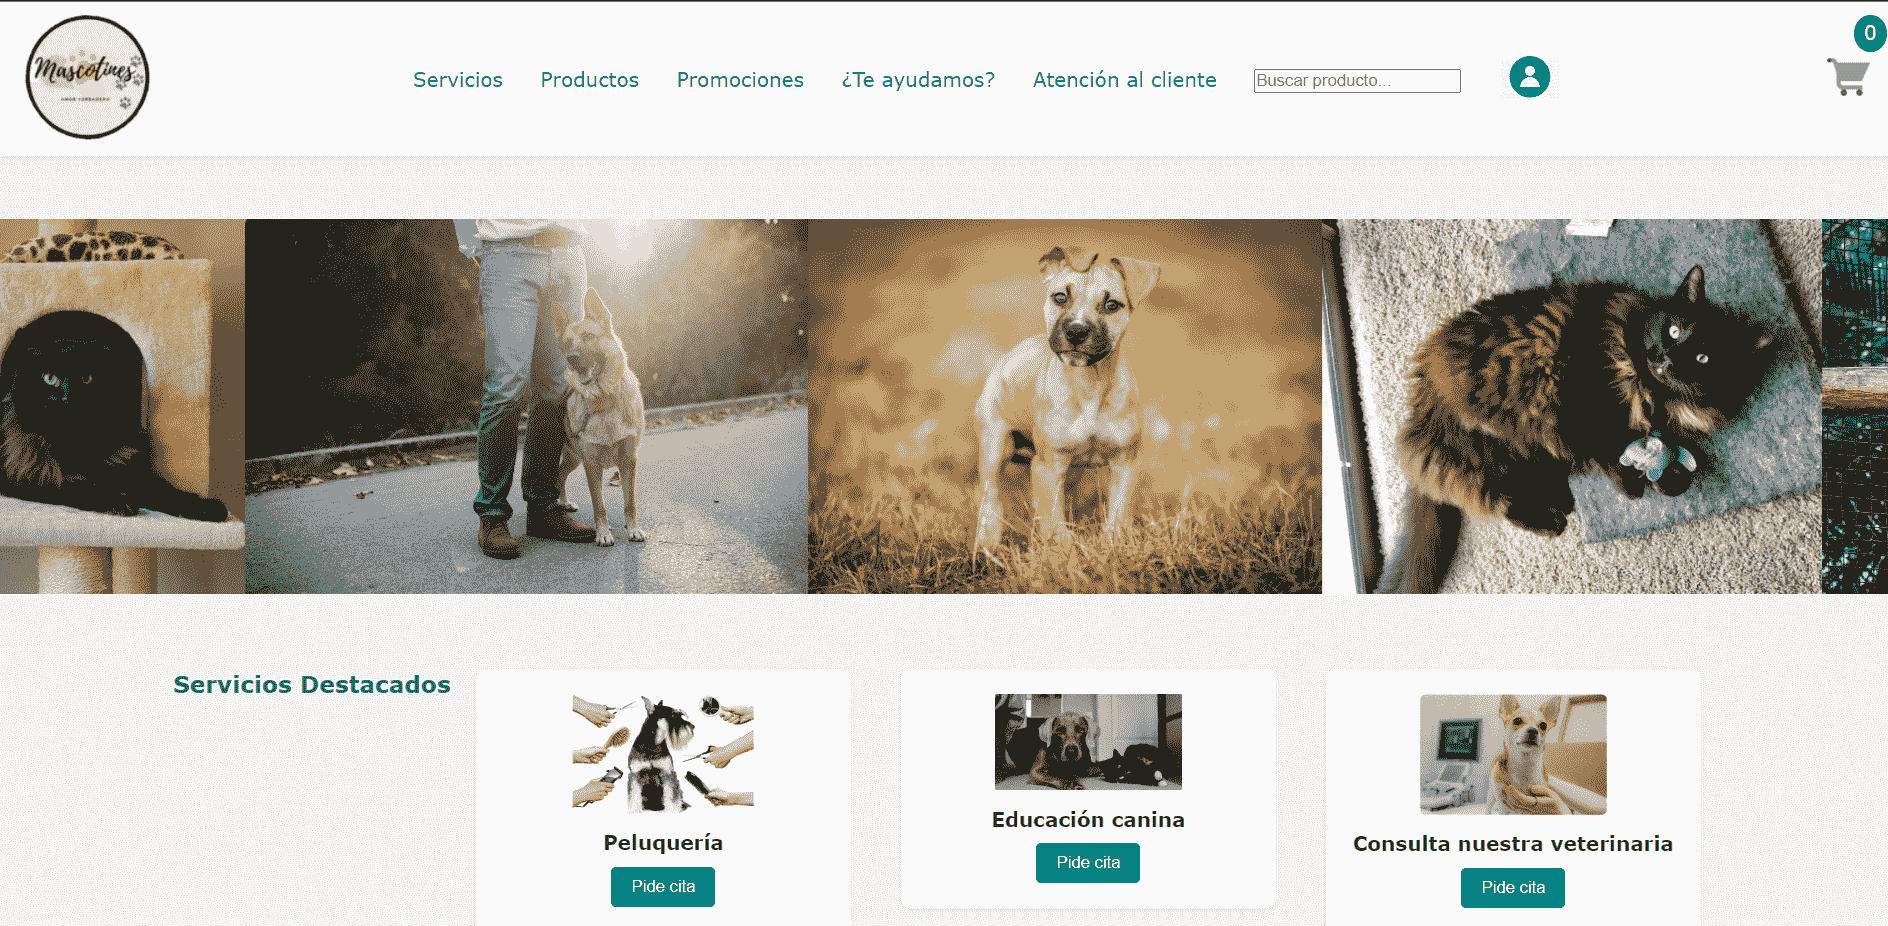 Mascotines
AMOR VERDADERO
Servicios
Productos
Promociones
¿Te ayudamos?
Atención al cliente
Buscar producto...
0
Servicios Destacados
Peluquería
Pide cita
Educación canina
Pide cita
Consulta nuestra veterinaria
Pide cita